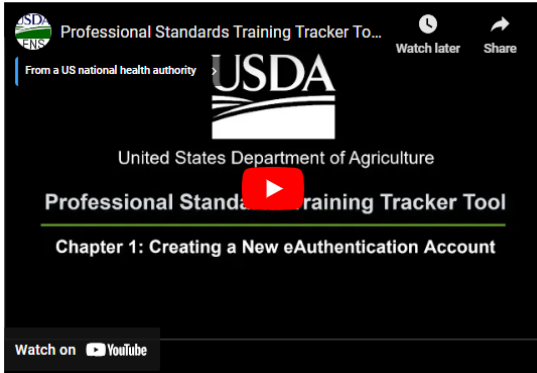 USDA
FNS
Professional Standards Training Tracker To...
Watch later
Share
From a US national health authority
USDA
United States Department of Agriculture
Professional Standards Training Tracker Tool
Chapter 1: Creating a New eAuthentication Account
Watch on YouTube